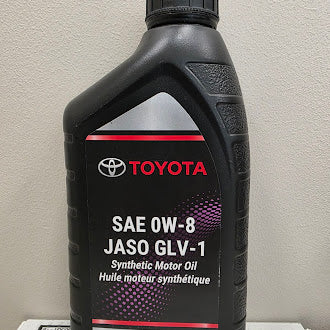 TOYOTA
SAE 0W-8
JASO GLV-1
Synthetic Motor Oil
Huile moteur synthétique